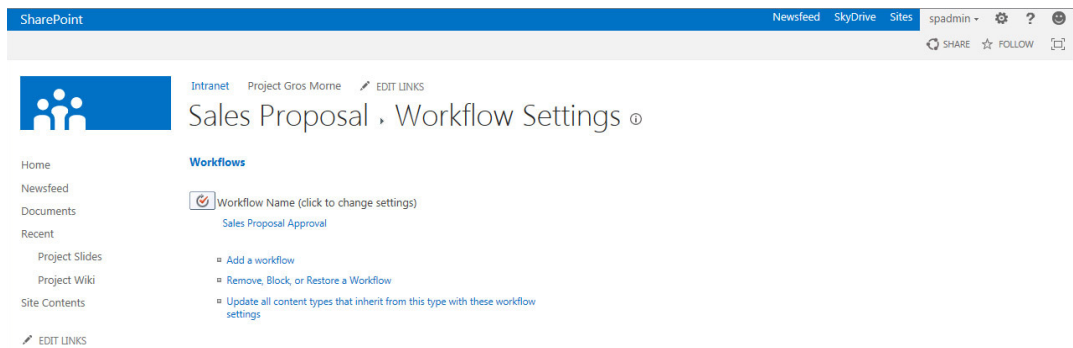 SharePoint Newsfeed SkyDrive Sites spadmin ?
SHARE FOLLOW
Intranet Project Gros Morne EDIT LINKS
Sales Proposal Workflow Settings
Home
Newsfeed
Documents
Recent
Project Slides
Project Wiki
Site Contents
EDIT LINKS
Workflows
Workflow Name (click to change settings)
Sales Proposal Approval
Add a workflow
Remove, Block, or Restore a Workflow
Update all content types that inherit from this type with these workflow
settings